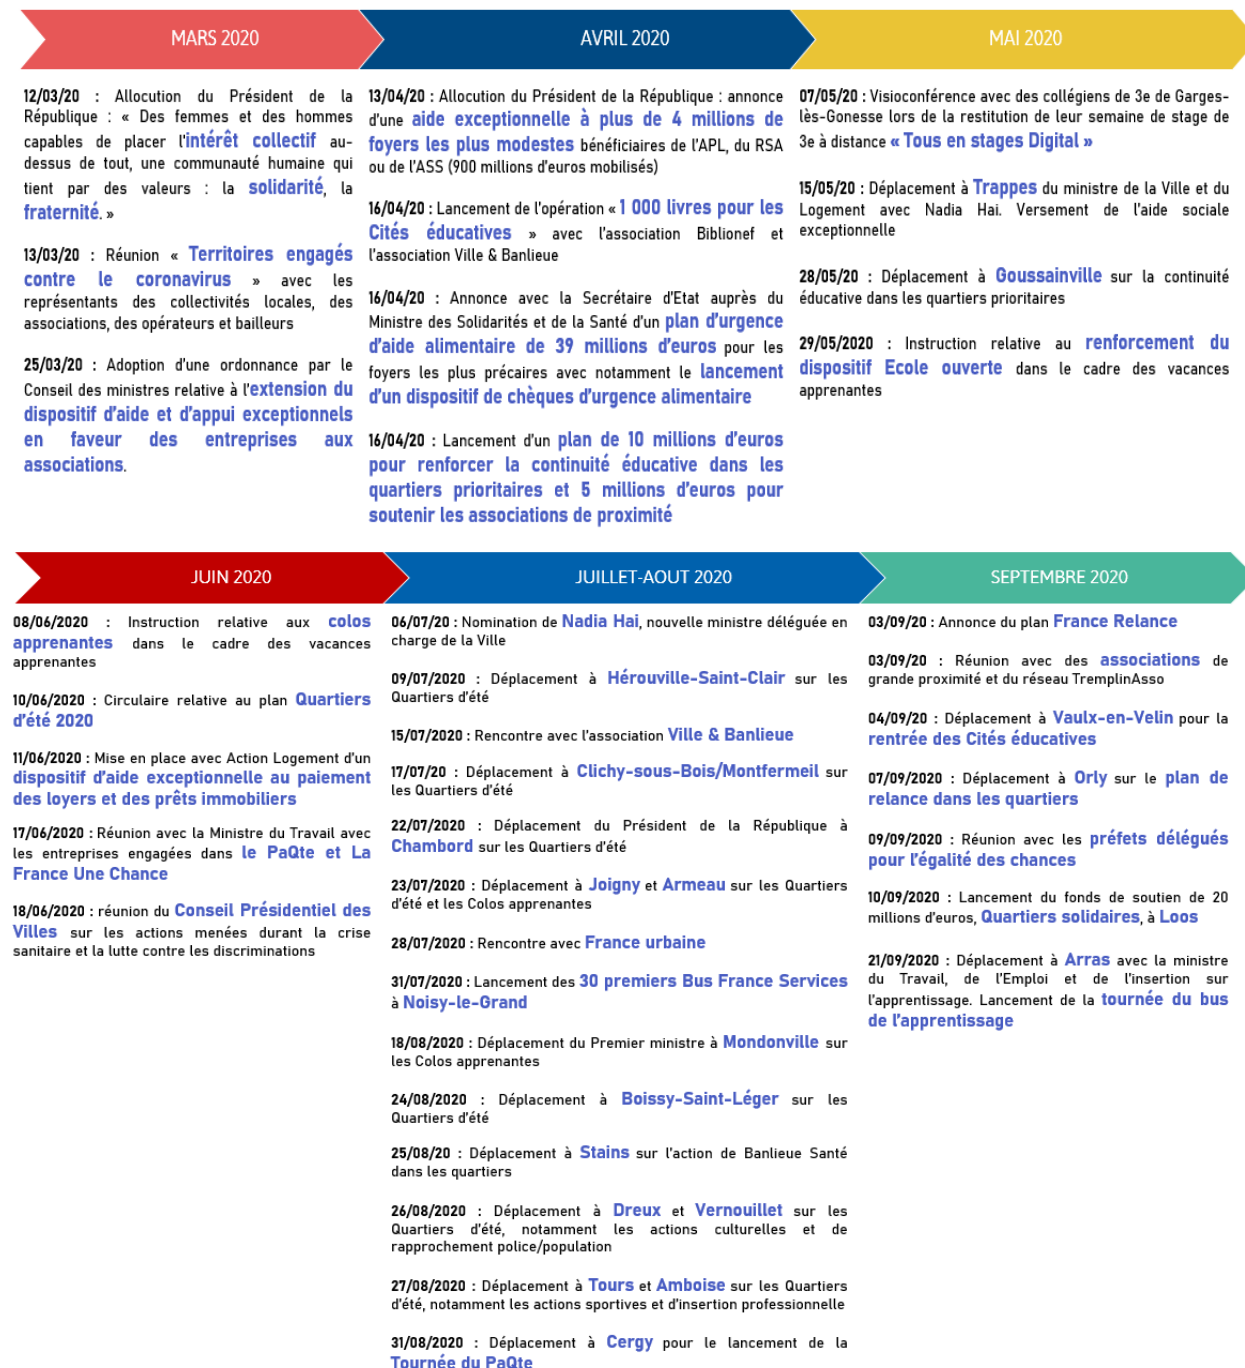 MARS 2020
12/03/20 : Allocution du Président de la
République : « Des femmes et des hommes
capables de placer l'intérêt collectif au-
dessus de tout, une communauté humaine qui
tient par des valeurs : la solidarité, la
fraternité. »
13/03/20 : Réunion « Territoires engagés
contre le coronavirus » avec les
représentants des collectivités locales, des
associations, des opérateurs et bailleurs
25/03/20 : Adoption d'une ordonnance par le
Conseil des ministres relative à l'extension du
dispositif d'aide et d'appui exceptionnels
en faveur des entreprises aux
associations.
AVRIL 2020
13/04/20 : Allocution du Président de la République : annonce
d'une aide exceptionnelle à plus de 4 millions de
foyers les plus modestes bénéficiaires de l'APL, du RSA
ou de l'ASS (900 millions d'euros mobilisés)
16/04/20 : Lancement de l'opération « 1 000 livres pour les
Cités éducatives » avec l'association Biblionef et
l'association Ville & Banlieue
16/04/20 : Annonce avec la Secrétaire d'Etat auprès du
Ministre des Solidarités et de la Santé d'un plan d'urgence
d'aide alimentaire de 39 millions d'euros pour les
foyers les plus précaires avec notamment le lancement
d'un dispositif de chèques d'urgence alimentaire
16/04/20 : Lancement d'un plan de 10 millions d'euros
pour renforcer la continuité éducative dans les
quartiers prioritaires et 5 millions d'euros pour
soutenir les associations de proximité
MAI 2020
07/05/20 : Visioconférence avec des collégiens de 3e de Garges-
lès-Gonesse lors de la restitution de leur semaine de stage de
3e à distance « Tous en stages Digital »
15/05/20 : Déplacement à Trappes du ministre de la Ville et du
Logement avec Nadia Hai. Versement de l'aide sociale
exceptionnelle
28/05/20 : Déplacement à Goussainville sur la continuité
éducative dans les quartiers prioritaires
29/05/2020 : Instruction relative au renforcement du
dispositif Ecole ouverte dans le cadre des vacances
apprenantes
JUIN 2020
08/06/2020 : Instruction relative aux colos
apprenantes dans le cadre des vacances
apprenantes
10/06/2020 : Circulaire relative au plan Quartiers
d'été 2020
11/06/2020 : Mise en place avec Action Logement d'un
dispositif d'aide exceptionnelle au paiement
des loyers et des prêts immobiliers
17/06/2020 : Réunion avec la Ministre du Travail avec
les entreprises engagées dans le PaQte et La
France Une Chance
18/06/2020 : réunion du Conseil Présidentiel des
Villes sur les actions menées durant la crise
sanitaire et la lutte contre les discriminations
JUILLET-AOUT 2020
06/07/20 : Nomination de Nadia Hai, nouvelle ministre déléguée en
charge de la Ville
09/07/2020 : Déplacement à Hérouville-Saint-Clair sur les
Quartiers d'été
15/07/2020 : Rencontre avec l'association Ville & Banlieue
17/07/20 : Déplacement à Clichy-sous-Bois/Montfermeil sur
les Quartiers d'été
22/07/2020 : Déplacement du Président de la République à
Chambord sur les Quartiers d'été
23/07/2020 : Déplacement à Joigny et Armeau sur les Quartiers
d'été et les Colos apprenantes
28/07/2020 : Rencontre avec France urbaine
31/07/2020 : Lancement des 30 premiers Bus France Services
à Noisy-le-Grand
18/08/2020 : Déplacement du Premier ministre à Mondonville sur
les Colos apprenantes
24/08/2020 : Déplacement à Boissy-Saint-Léger sur les
Quartiers d'été
25/08/20 : Déplacement à Stains sur l'action de Banlieue Santé
dans les quartiers
26/08/2020 : Déplacement à Dreux et Vernouillet sur les
Quartiers d'été, notamment les actions culturelles et de
rapprochement police/population
27/08/2020 : Déplacement à Tours et Amboise sur les Quartiers
d'été, notamment les actions sportives et d'insertion professionnelle
31/08/2020 : Déplacement à Cergy pour le lancement de la
Tournée du PaQte
SEPTEMBRE 2020
03/09/20 : Annonce du plan France Relance
03/09/20 : Réunion avec des associations de
grande proximité et du réseau TremplinAsso
04/09/20 : Déplacement à Vaulx-en-Velin pour la
rentrée des Cités éducatives
07/09/2020 : Déplacement à Orly sur le plan de
relance dans les quartiers
09/09/2020 : Réunion avec les préfets délégués
pour l'égalité des chances
10/09/2020 : Lancement du fonds de soutien de 20
millions d'euros, Quartiers solidaires, à Loos
21/09/2020 : Déplacement à Arras avec la ministre
du Travail, de l'Emploi et de l'insertion sur
l'apprentissage. Lancement de la tournée du bus
de l'apprentissage